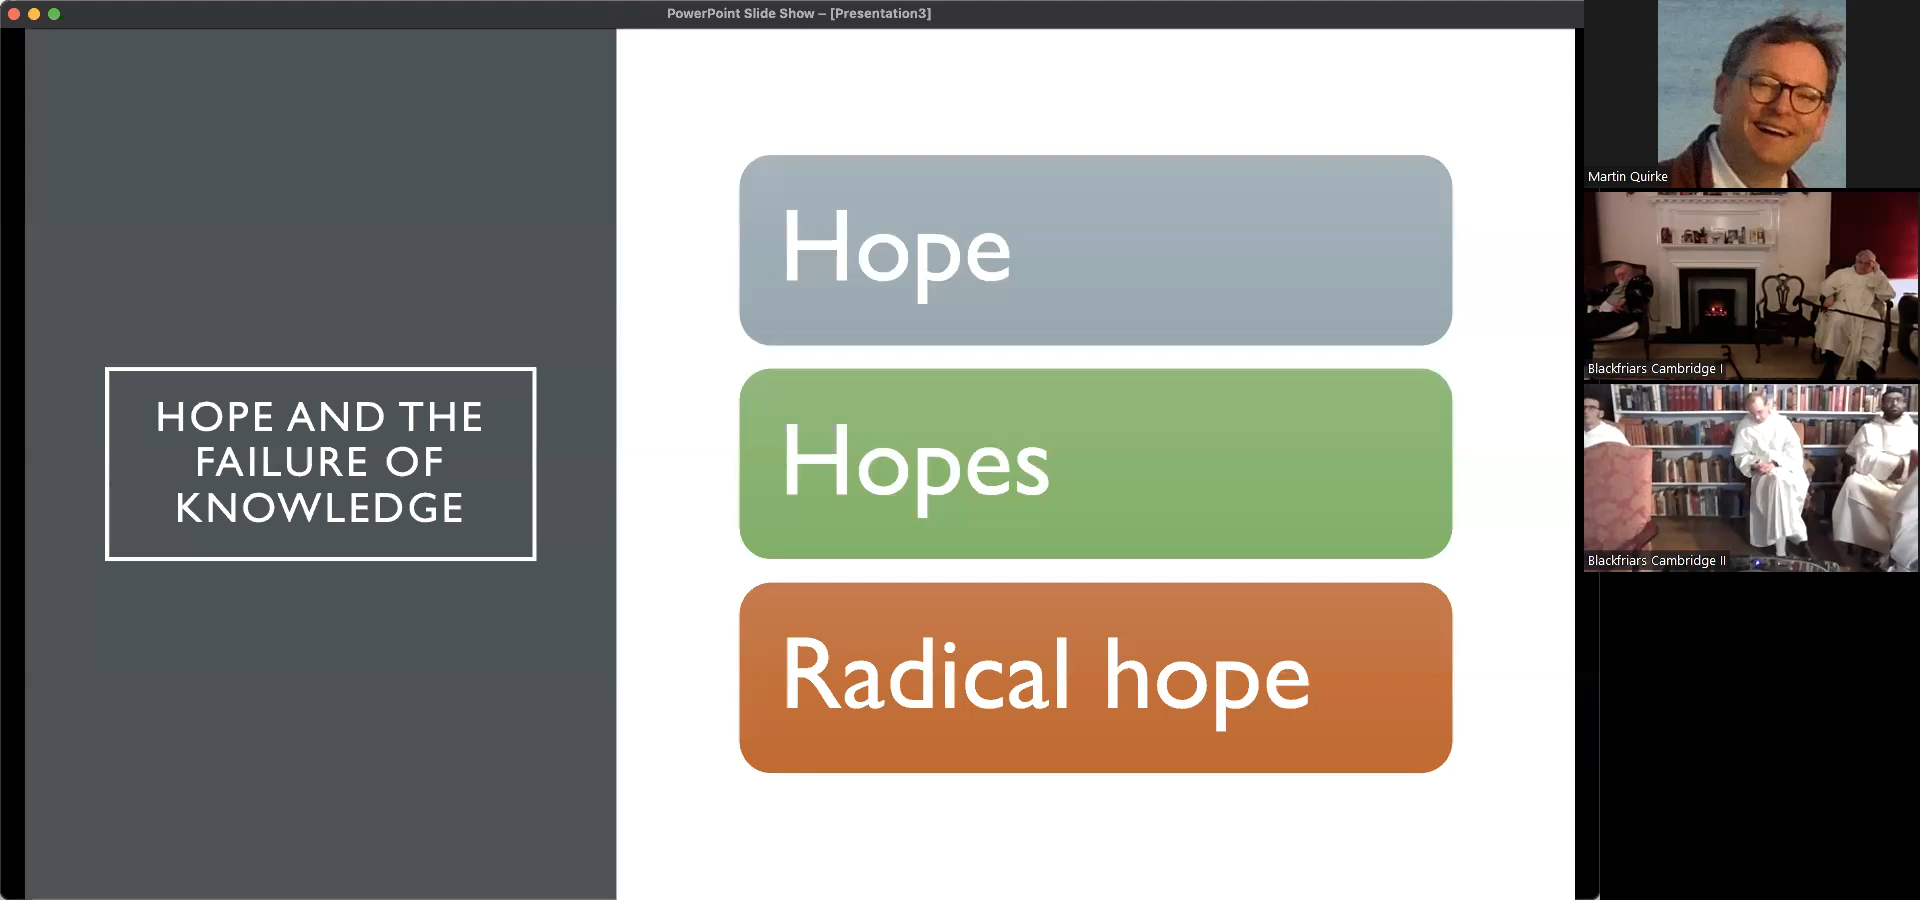 PowerPoint Slide Show – [Presentation3]
HOPE AND THE
FAILURE OF
KNOWLEDGE
Hope
Hopes
Radical hope
Martin Quirke
Blackfriars Cambridge I
Blackfriars Cambridge II